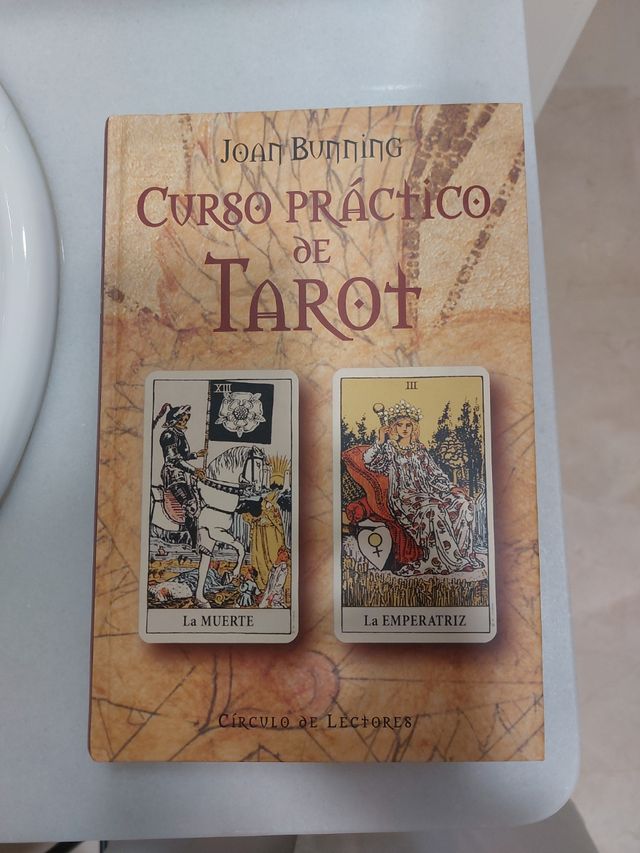 Joan Bunning
Curso práctico
de
Tarot
XIII
III
La MUERTE
La EMPERATRIZ
Círculo de Lectores